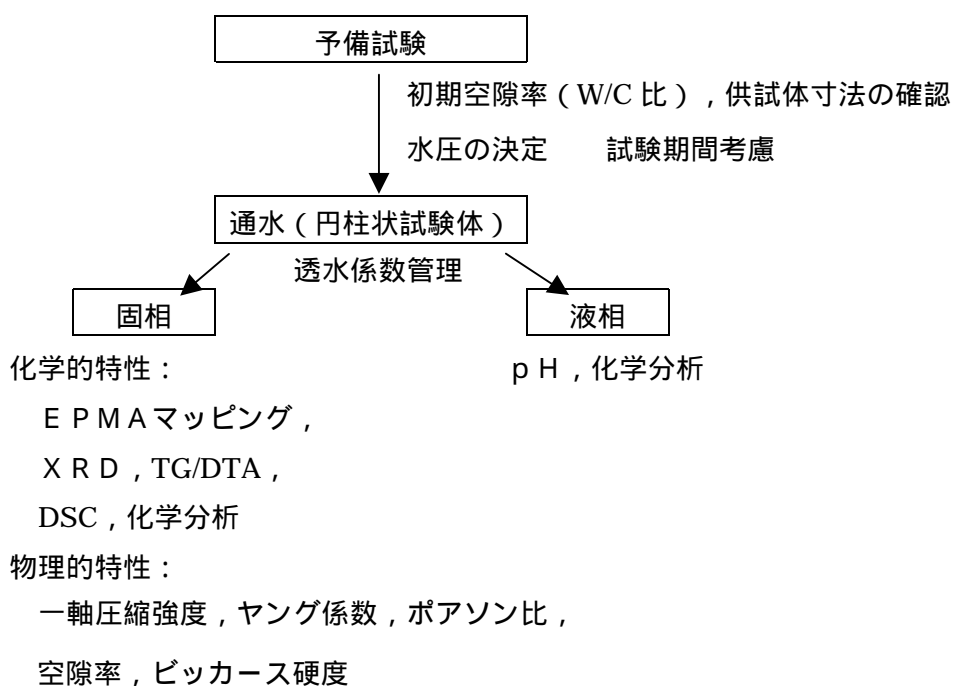 予備試験
初期空隙率（W/C 比），供試体寸法の確認
水圧の決定　　試験期間考慮
通水（円柱状試験体）
透水係数管理
固相　　液相
化学的特性：　　ｐＨ，化学分析
ＥＰＭＡマッピング，
ＸＲＤ，TG/DTA，
DSC，化学分析
物理的特性：
一軸圧縮強度，ヤング係数，ポアソン比，
空隙率，ビッカース硬度